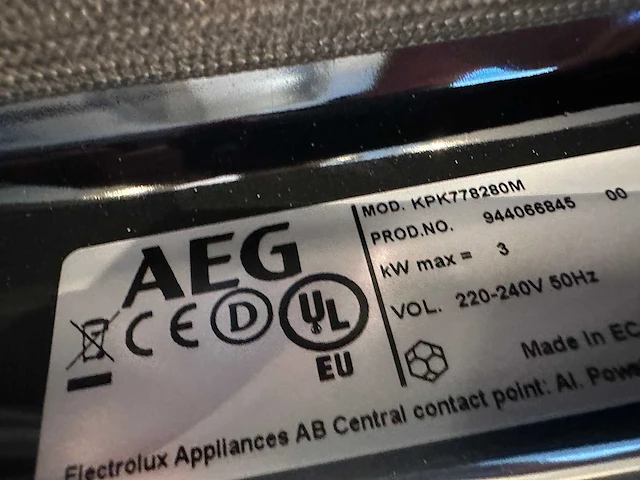 AEG
CE D UL
EU
MOD. KPK778280M
PROD.NO. 944066845 00
kW max = 3
VOL. 220-240V 50Hz
Made In EC
Electrolux Appliances AB Central contact point: Al. Powe